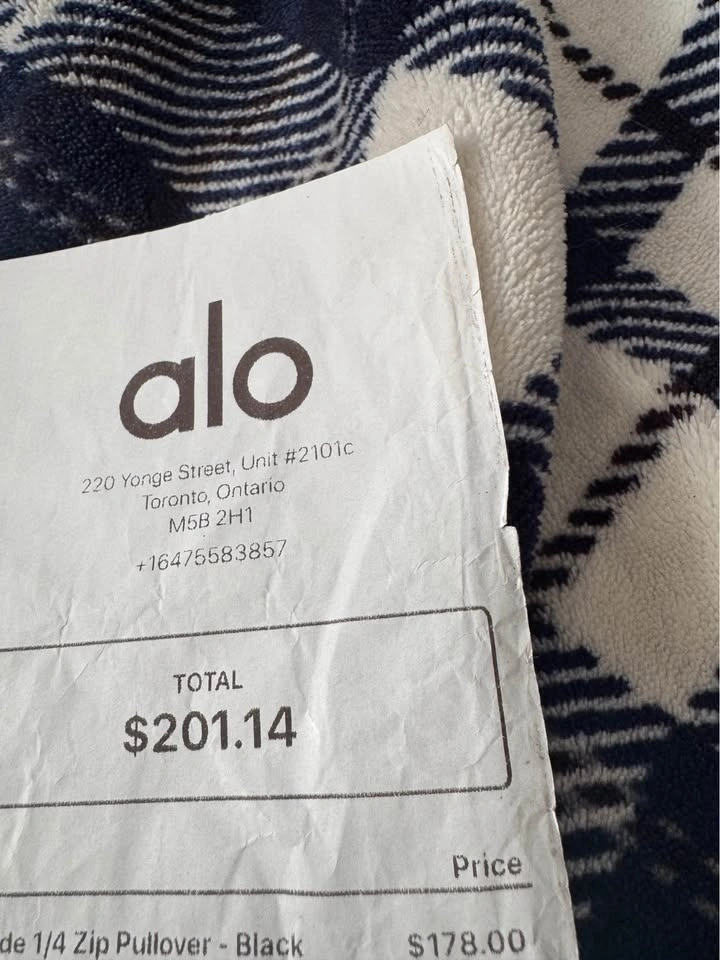 alo
220 Yonge Street, Unit #2101c
Toronto, Ontario
M5B 2H1
+16475583857
TOTAL
$201.14
Price
de 1/4 Zip Pullover - Black $178.00